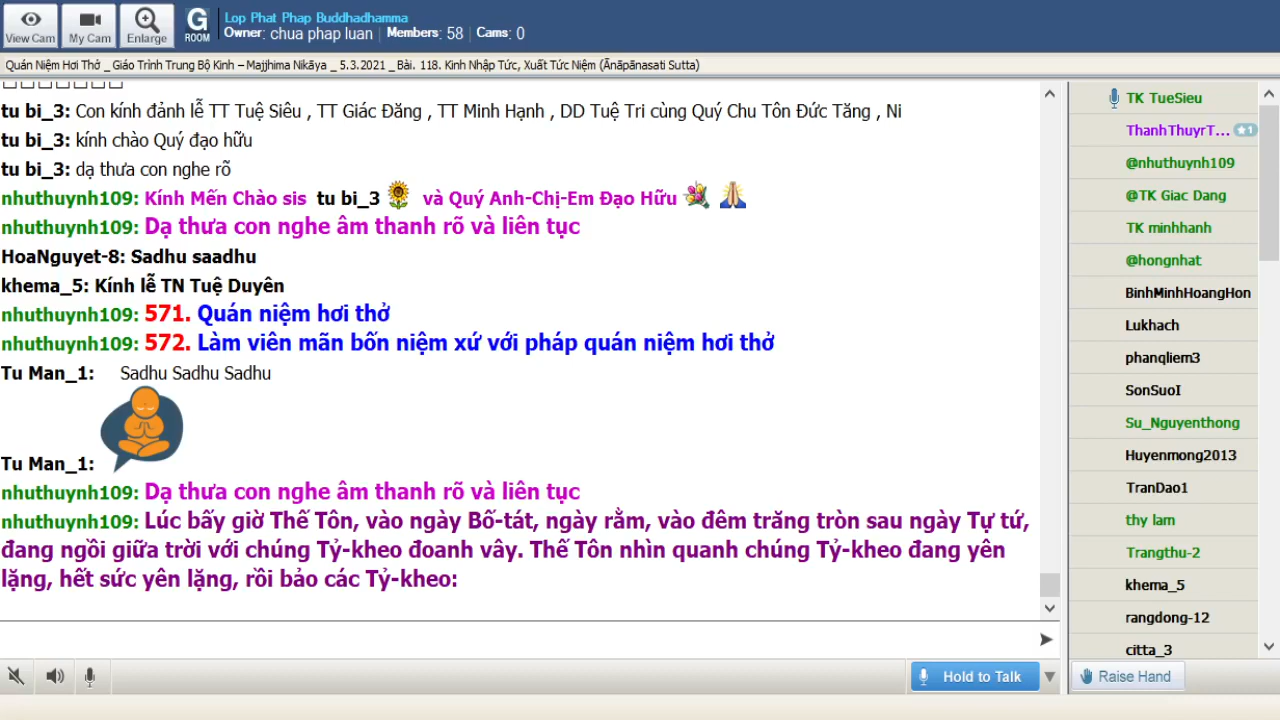 View Cam
My Cam
Enlarge
G
ROOM
Lop Phat Phap Buddhadhamma
Owner: chua phap luan | Members: 58 | Cams: 0
Quán Niệm Hơi Thở _ Giáo Trình Trung Bộ Kinh – Majjhima Nikāya _ 5.3.2021 _ Bài. 118. Kinh Nhập Tức, Xuất Tức Niệm (Ānāpānasati Sutta)
tu bi_3: Con kính đảnh lễ TT Tuệ Siêu , TT Giác Đăng , TT Minh Hạnh , DD Tuệ Tri cùng Quý Chu Tôn Đức Tăng , Ni
tu bi_3: kính chào Quý đạo hữu
tu bi_3: dạ thưa con nghe rõ
nhuthuynh109: Kính Mến Chào sis tu bi_3 và Quý Anh-Chị-Em Đạo Hữu
nhuthuynh109: Dạ thưa con nghe âm thanh rõ và liên tục
HoaNguyet-8: Sadhu saadhu
khema_5: Kính lễ TN Tuệ Duyên
nhuthuynh109: 571. Quán niệm hơi thở
nhuthuynh109: 572. Làm viên mãn bốn niệm xứ với pháp quán niệm hơi thở
Tu Man_1: Sadhu Sadhu Sadhu
Tu Man_1:
nhuthuynh109: Dạ thưa con nghe âm thanh rõ và liên tục
nhuthuynh109: Lúc bấy giờ Thế Tôn, vào ngày Bố-tát, ngày rằm, vào đêm trăng tròn sau ngày Tự tứ,
đang ngồi giữa trời với chúng Tỷ-kheo đoanh vây. Thế Tôn nhìn quanh chúng Tỷ-kheo đang yên
lặng, hết sức yên lặng, rồi bảo các Tỷ-kheo:
TK TueSieu
ThanhThuyrT... 1
@nhuthuynh109
@TK Giac Dang
TK minhhanh
@hongnhat
BinhMinhHoangHon
Lukhach
phanqliem3
SonSuoI
Su_Nguyenthong
Huyenmong2013
TranDao1
thy lam
Trangthu-2
khema_5
rangdong-12
citta_3
Hold to Talk
Raise Hand